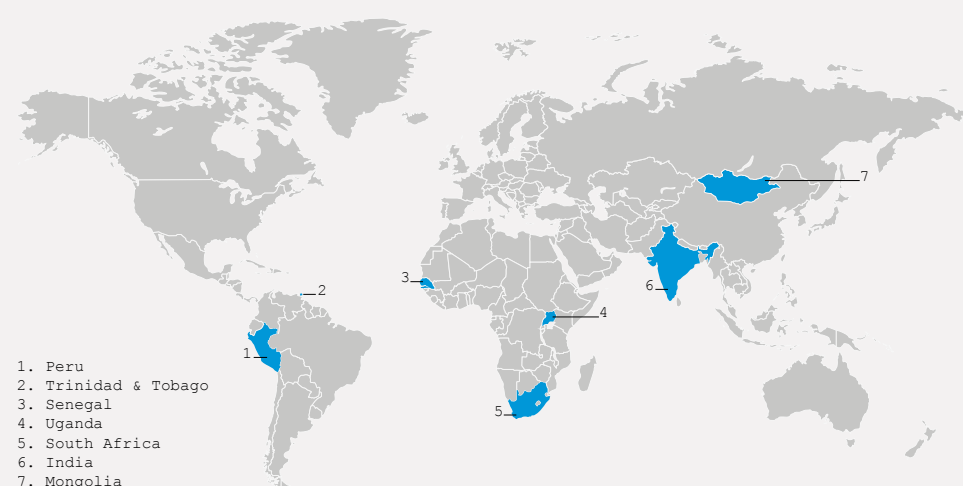 7
3
2
6
4
1
5
1. Peru
2. Trinidad & Tobago
3. Senegal
4. Uganda
5. South Africa
6. India
7. Mongolia